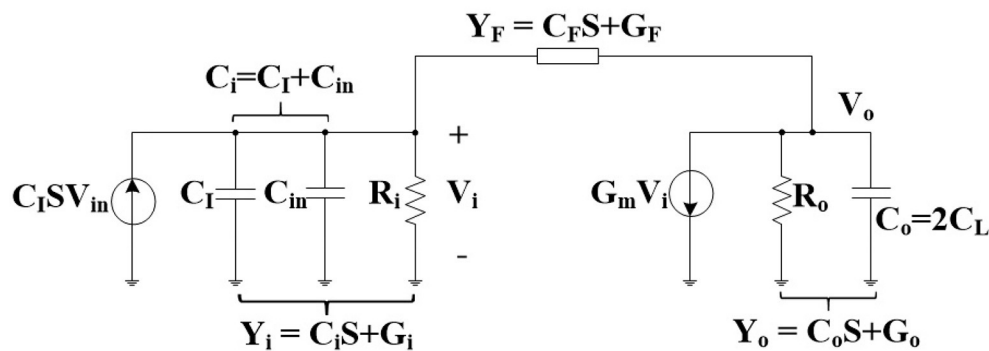 Y_F = C_FS+G_F
C_i=C_I+C_in
V_o
+
C_ISV_in
C_I
C_in
R_i
V_i
G_mV_i
R_o
C_o=2C_L
-
Y_i = C_iS+G_i
Y_o = C_oS+G_o